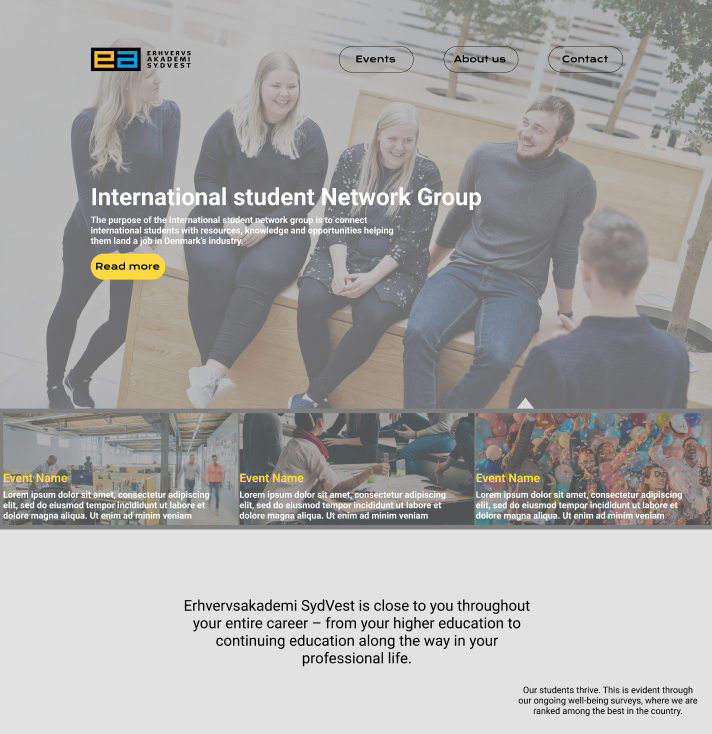 ERHVERVS
AKADEMI
SYDVEST
Events
About us
Contact
International student Network Group
The purpose of the International student network group is to connect
international students with resources, knowledge and opportunities helping
them land a job in Denmark's industry.
Read more
Event Name
Lorem ipsum dolor sit amet, consectetur adipiscing
elit, sed do eiusmod tempor incididunt ut labore et
dolore magna aliqua. Ut enim ad minim veniam
Event Name
Lorem ipsum dolor sit amet, consectetur adipiscing
elit, sed do eiusmod tempor incididunt ut labore et
dolore magna aliqua. Ut enim ad minim veniam
Event Name
Lorem ipsum dolor sit amet, consectetur adipiscing
elit, sed do eiusmod tempor incididunt ut labore et
dolore magna aliqua. Ut enim ad minim veniam
Erhvervsakademi SydVest is close to you throughout
your entire career – from your higher education to
continuing education along the way in your
professional life.
Our students thrive. This is evident through
our ongoing well-being surveys, where we are
ranked among the best in the country.